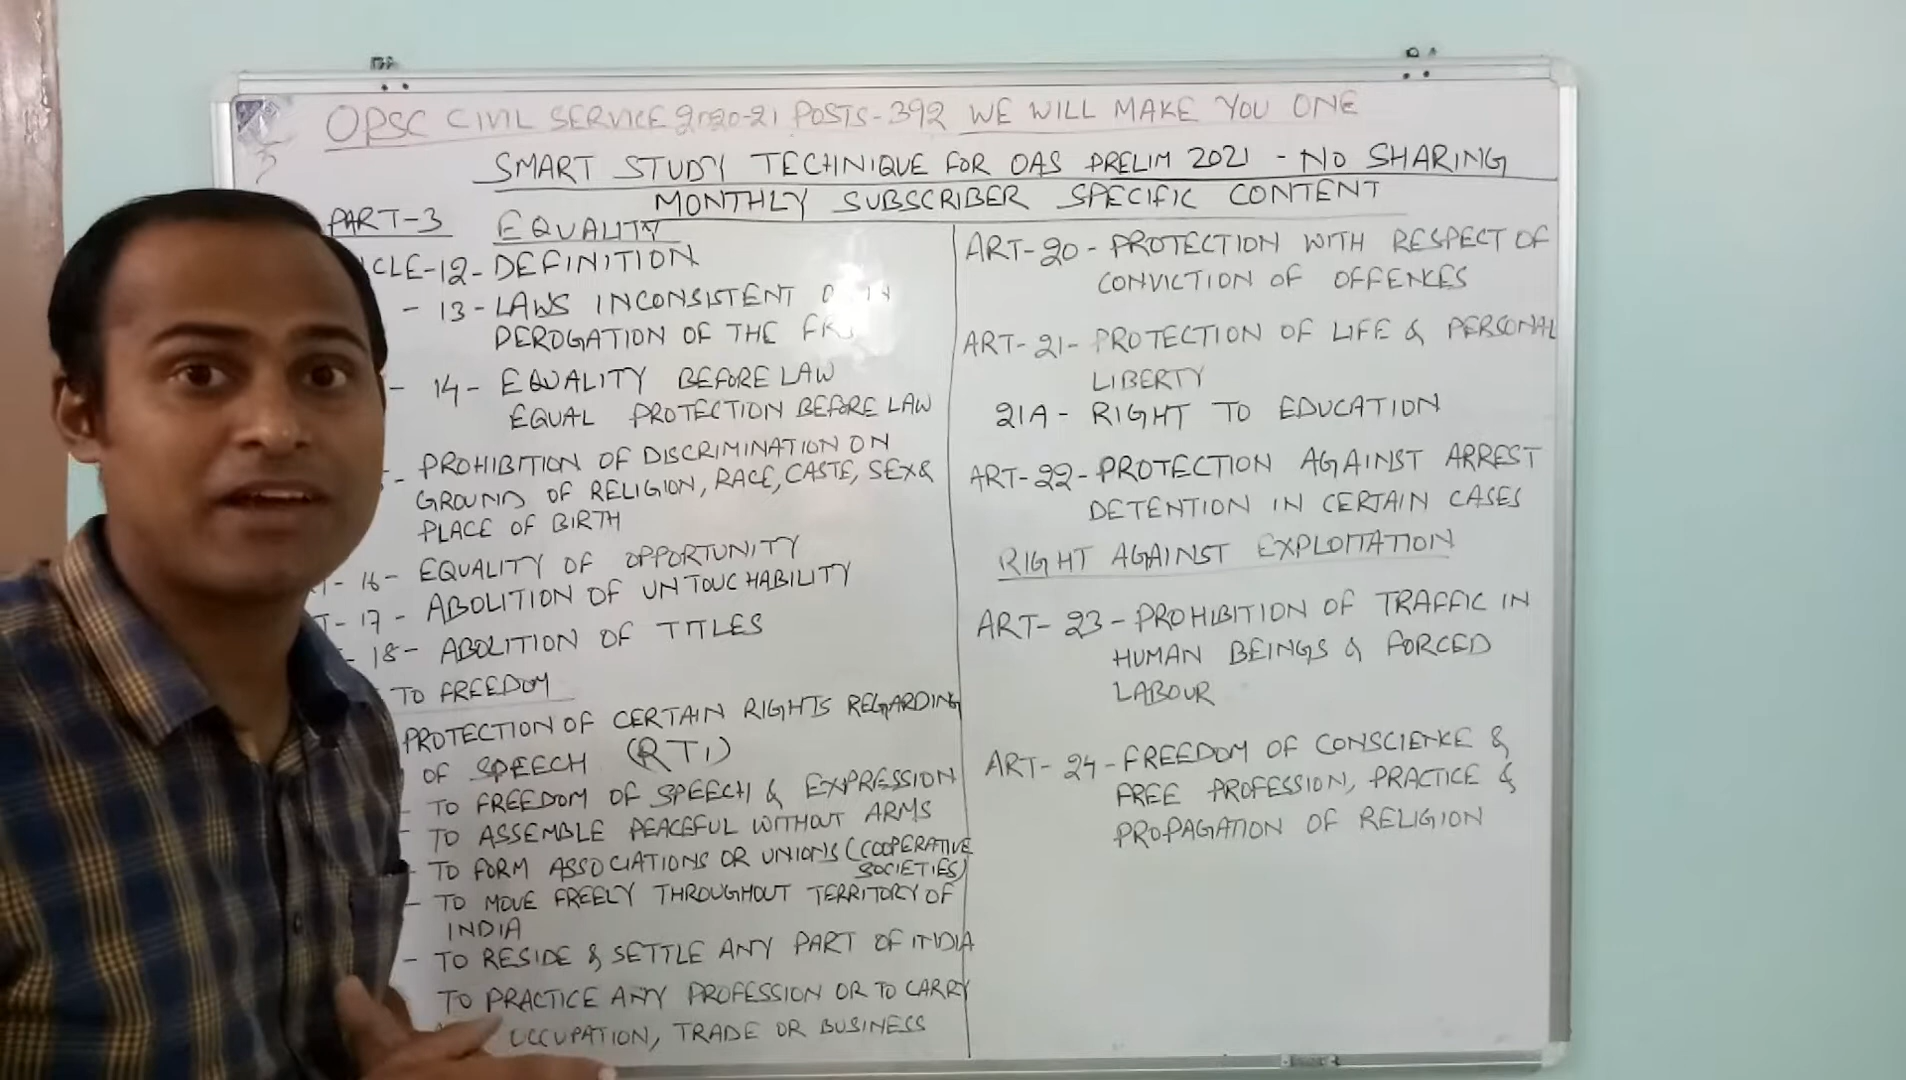 OPSC CIVIL SERVICE 2020-21 POSTS-392 WE WILL MAKE YOU ONE
SMART STUDY TECHNIQUE FOR OAS PRELIM 2021 - NO SHARING
MONTHLY SUBSCRIBER SPECIFIC CONTENT
PART-3 EQUALITY
ICLE-12-DEFINITION
- 13-LAWS INCONSISTENT
DEROGATION OF THE FR
- 14- EQUALITY BEFORE LAW
EQUAL PROTECTION BEFORE LAW
- PROHIBITION OF DISCRIMINATION ON
GROUND OF RELIGION, RACE, CASTE, SEX &
PLACE OF BIRTH
- 16- EQUALITY OF OPPORTUNITY
T- 17- ABOLITION OF UNTOUCHABILITY
- 18- ABOLITION OF TITLES
TO FREEDOM
PROTECTION OF CERTAIN RIGHTS REGARDING
OF SPEECH (RTI)
- TO FREEDOM OF SPEECH & EXPRESSION
- TO ASSEMBLE PEACEFUL WITHOUT ARMS
- TO FORM ASSOCIATIONS OR UNIONS (COOPERATIVE
SOCIETIES)
- TO MOVE FREELY THROUGHOUT TERRITORY OF
INDIA
- TO RESIDE & SETTLE ANY PART OF INDIA
TO PRACTICE ANY PROFESSION OR TO CARRY
OCCUPATION, TRADE OR BUSINESS
ART-20- PROTECTION WITH RESPECT OF
CONVICTION OF OFFENCES
ART-21- PROTECTION OF LIFE & PERSONAL
LIBERTY
21A- RIGHT TO EDUCATION
ART-22- PROTECTION AGAINST ARREST
DETENTION IN CERTAIN CASES
RIGHT AGAINST EXPLOITATION
ART- 23- PROHIBITION OF TRAFFIC IN
HUMAN BEINGS & FORCED
LABOUR
ART- 24- FREEDOM OF CONSCIENCE &
FREE PROFESSION, PRACTICE &
PROPAGATION OF RELIGION